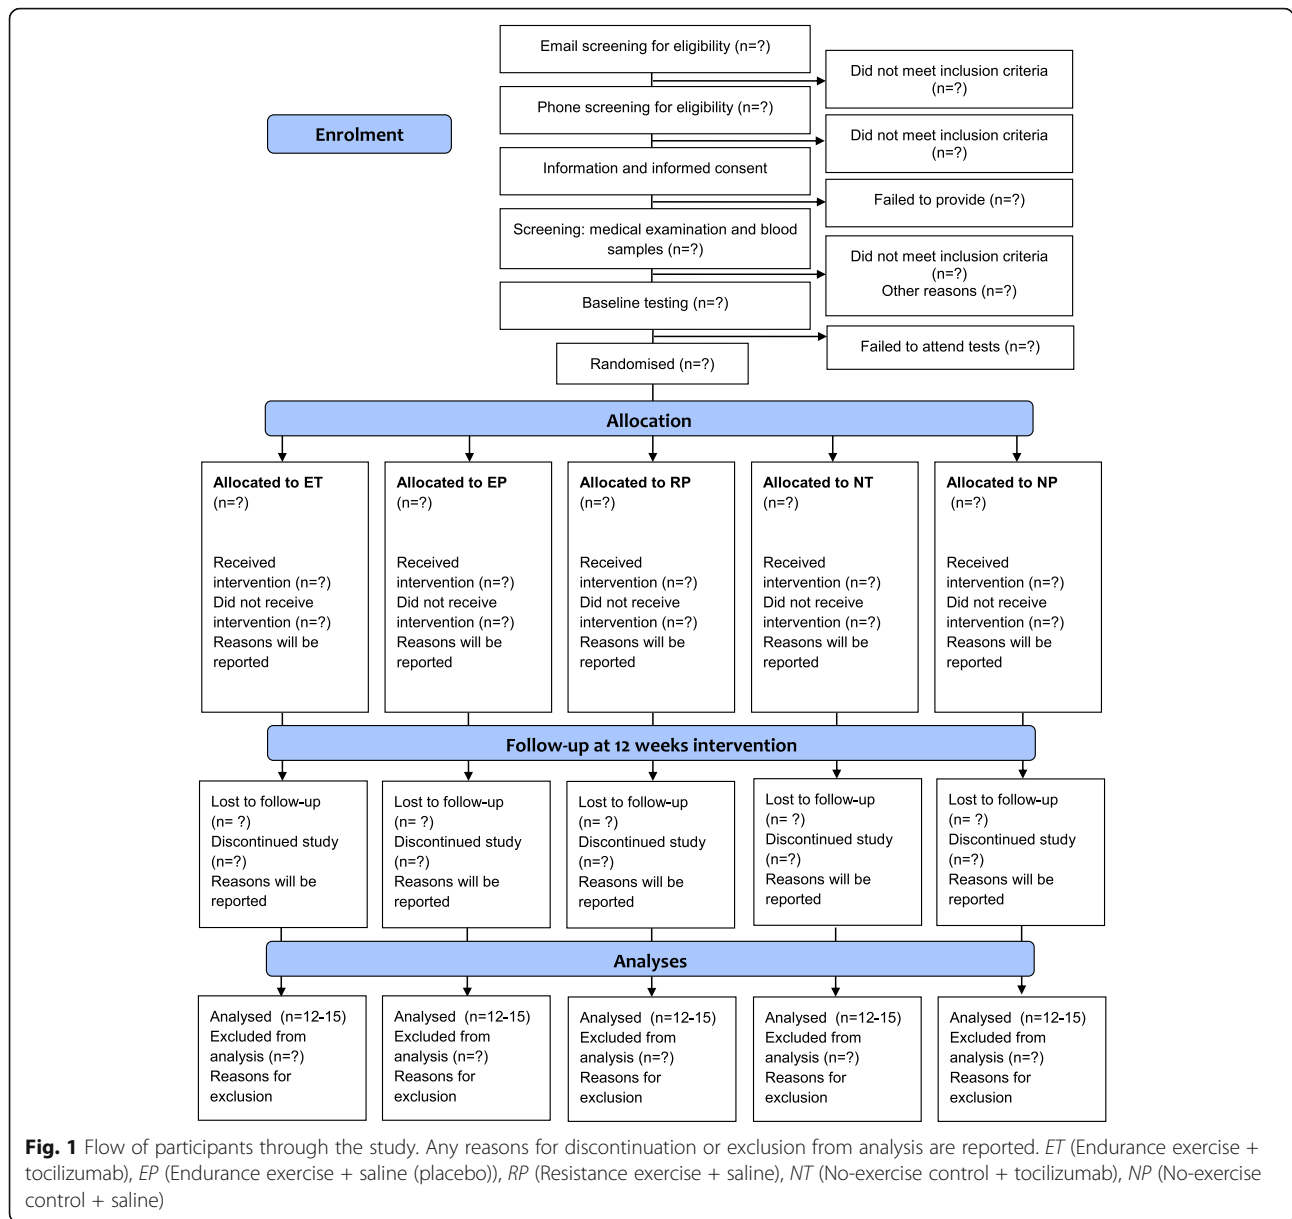 Email screening for eligibility (n=?)
Did not meet inclusion criteria
(n=?)
Phone screening for eligibility (n=?)
Enrolment
Did not meet inclusion criteria
(n=?)
Information and informed consent
Failed to provide (n=?)
Screening: medical examination and blood
samples (n=?)
Did not meet inclusion criteria
(n=?)
Other reasons (n=?)
Baseline testing (n=?)
Failed to attend tests (n=?)
Randomised (n=?)
Allocation
Allocated to ET
(n=?)
Received
intervention (n=?)
Did not receive
intervention (n=?)
Reasons will be
reported
Allocated to EP
(n=?)
Received
intervention (n=?)
Did not receive
intervention (n=?)
Reasons will be
reported
Allocated to RP
(n=?)
Received
intervention (n=?)
Did not receive
intervention (n=?)
Reasons will be
reported
Allocated to NT
(n=?)
Received
intervention (n=?)
Did not receive
intervention (n=?)
Reasons will be
reported
Allocated to NP
(n=?)
Received
intervention (n=?)
Did not receive
intervention (n=?)
Reasons will be
reported
Follow-up at 12 weeks intervention
Lost to follow-up
(n= ?)
Discontinued study
(n=?)
Reasons will be
reported
Lost to follow-up
(n= ?)
Discontinued study
(n=?)
Reasons will be
reported
Lost to follow-up
(n= ?)
Discontinued study
(n=?)
Reasons will be
reported
Lost to follow-up
(n= ?)
Discontinued study
(n=?)
Reasons will be
reported
Lost to follow-up
(n= ?)
Discontinued study
(n=?)
Reasons will be
reported
Analyses
Analysed (n=12-15)
Excluded from
analysis (n=?)
Reasons for
exclusion
Analysed (n=12-15)
Excluded from
analysis (n=?)
Reasons for
exclusion
Analysed (n=12-15)
Excluded from
analysis (n=?)
Reasons for
exclusion
Analysed (n=12-15)
Excluded from
analysis (n=?)
Reasons for
exclusion
Analysed (n=12-15)
Excluded from
analysis (n=?)
Reasons for
exclusion
Fig. 1 Flow of participants through the study. Any reasons for discontinuation or exclusion from analysis are reported. ET (Endurance exercise +
tocilizumab), EP (Endurance exercise + saline (placebo)), RP (Resistance exercise + saline), NT (No-exercise control + tocilizumab), NP (No-exercise
control + saline)